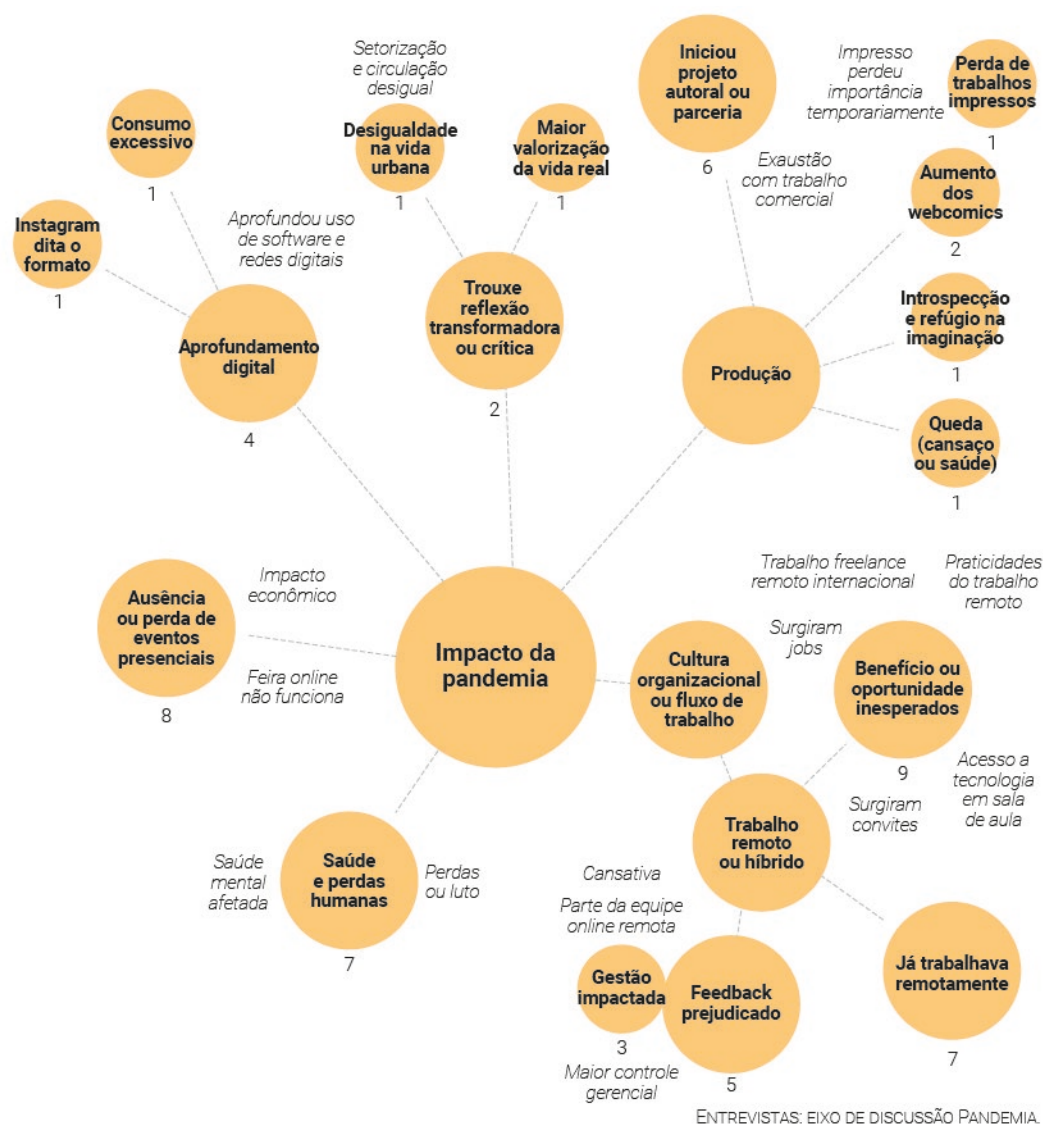 Setorização
e circulação
desigual
Desigualdade
na vida
urbana
1
Maior
valorização
da vida real
1
Iniciou
projeto
autoral ou
parceria
6
Impresso
perdeu
importância
temporariamente
Perda de
trabalhos
impressos
1
Consumo
excessivo
1
Exaustão
com trabalho
comercial
Aumento
dos
webcomics
2
Instagram
dita o
formato
1
Aprofundou uso
de software e
redes digitais
Aprofundamento
digital
4
Trouxe
reflexão
transformadora
ou crítica
2
Produção
Introspecção
e refúgio na
imaginação
1
Queda
(cansaço
ou saúde)
1
Ausência
ou perda de
eventos
presenciais
8
Impacto
econômico
Feira online
não funciona
Impacto da
pandemia
Cultura
organizacional
ou fluxo de
trabalho
Trabalho freelance
remoto internacional
Praticidades
do trabalho
remoto
Surgiram
jobs
Benefício ou
oportunidade
inesperados
9
Acesso a
tecnologia
em sala
de aula
Surgiram
convites
Trabalho
remoto
ou híbrido
Saúde
mental
afetada
Saúde
e perdas
humanas
7
Perdas
ou luto
Cansativa
Parte da equipe
online remota
Gestão
impactada
3
Maior controle
gerencial
Feedback
prejudicado
5
Já trabalhava
remotamente
7
ENTREVISTAS: EIXO DE DISCUSSÃO PANDEMIA.